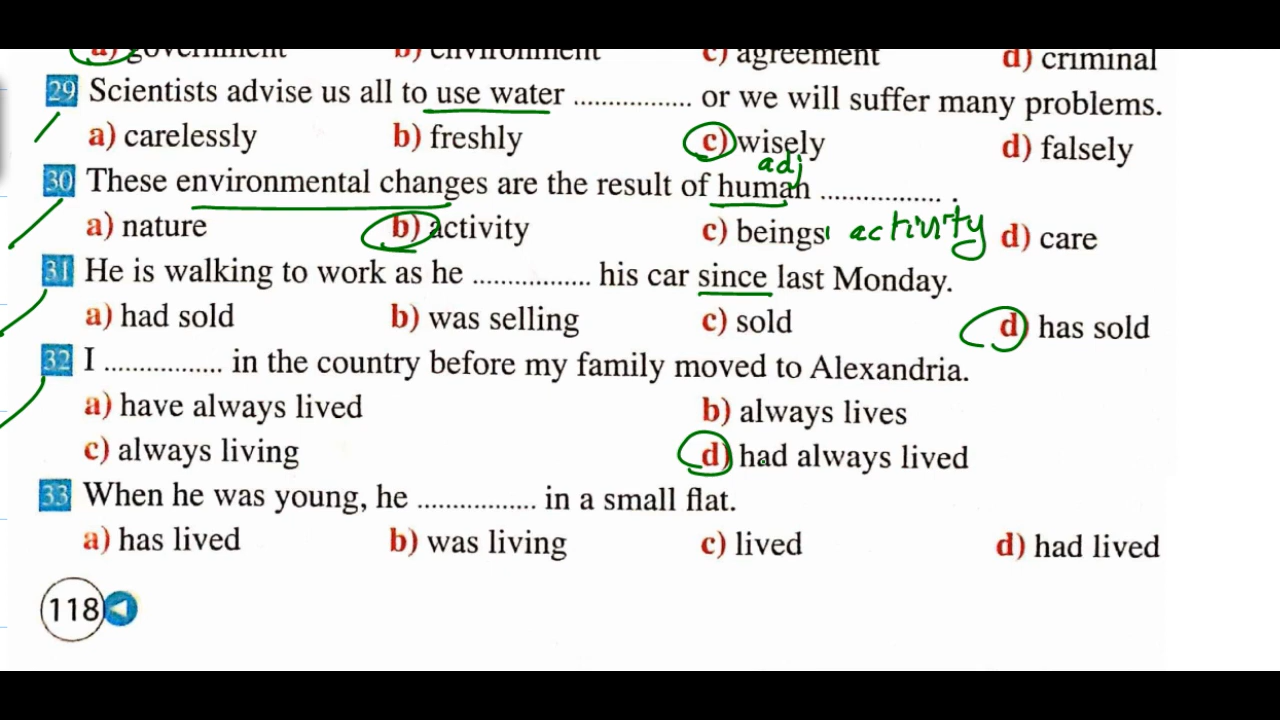 a) government b) environment c) agreement d) criminal
29 Scientists advise us all to use water ................. or we will suffer many problems.
a) carelessly b) freshly c) wisely d) falsely
adj
30 These environmental changes are the result of human ................. .
a) nature b) activity c) beings activity d) care
31 He is walking to work as he ................. his car since last Monday.
a) had sold b) was selling c) sold d) has sold
32 I ................. in the country before my family moved to Alexandria.
a) have always lived b) always lives
c) always living d) had always lived
33 When he was young, he ................. in a small flat.
a) has lived b) was living c) lived d) had lived
118